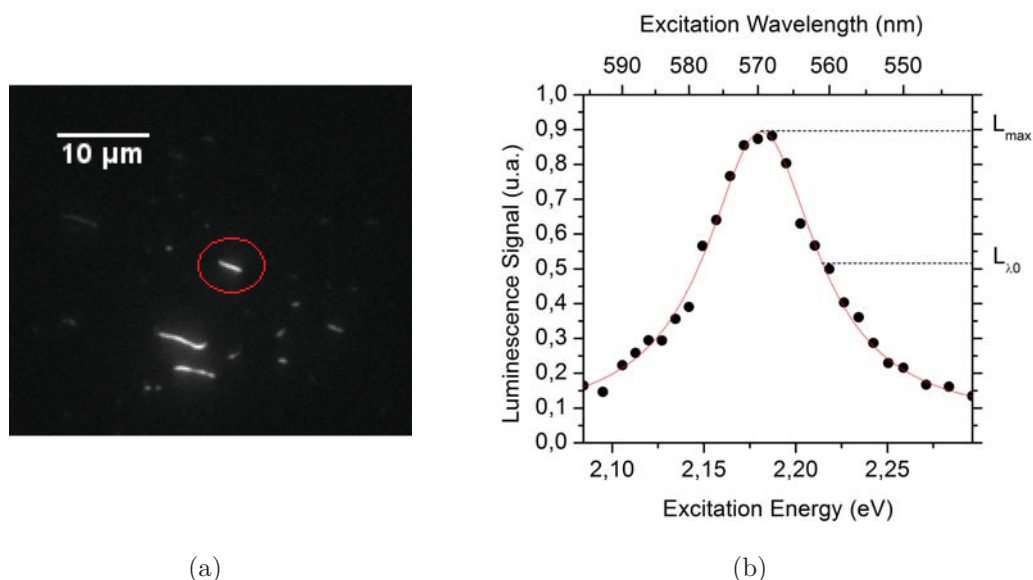 10 µm
(a)
Excitation Wavelength (nm)
590 580 570 560 550
1,0
0,9
0,8
0,7
0,6
0,5
0,4
0,3
0,2
0,1
0,0
Luminescence Signal (u.a.)
L max
L λ0
2,10 2,15 2,20 2,25
Excitation Energy (eV)
(b)